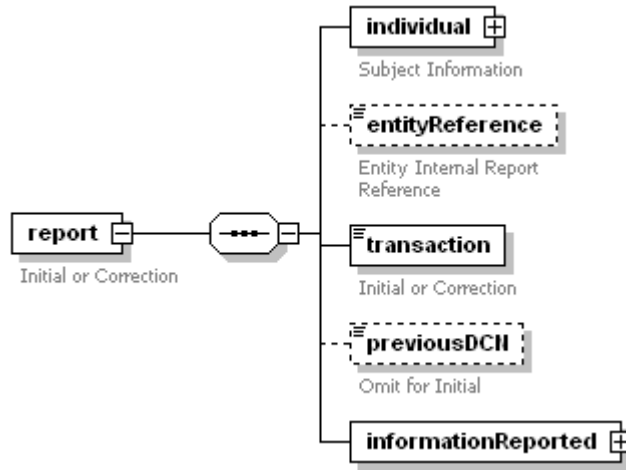 individual
Subject Information
entityReference
Entity Internal Report
Reference
report
Initial or Correction
transaction
Initial or Correction
previousDCN
Omit for Initial
informationReported